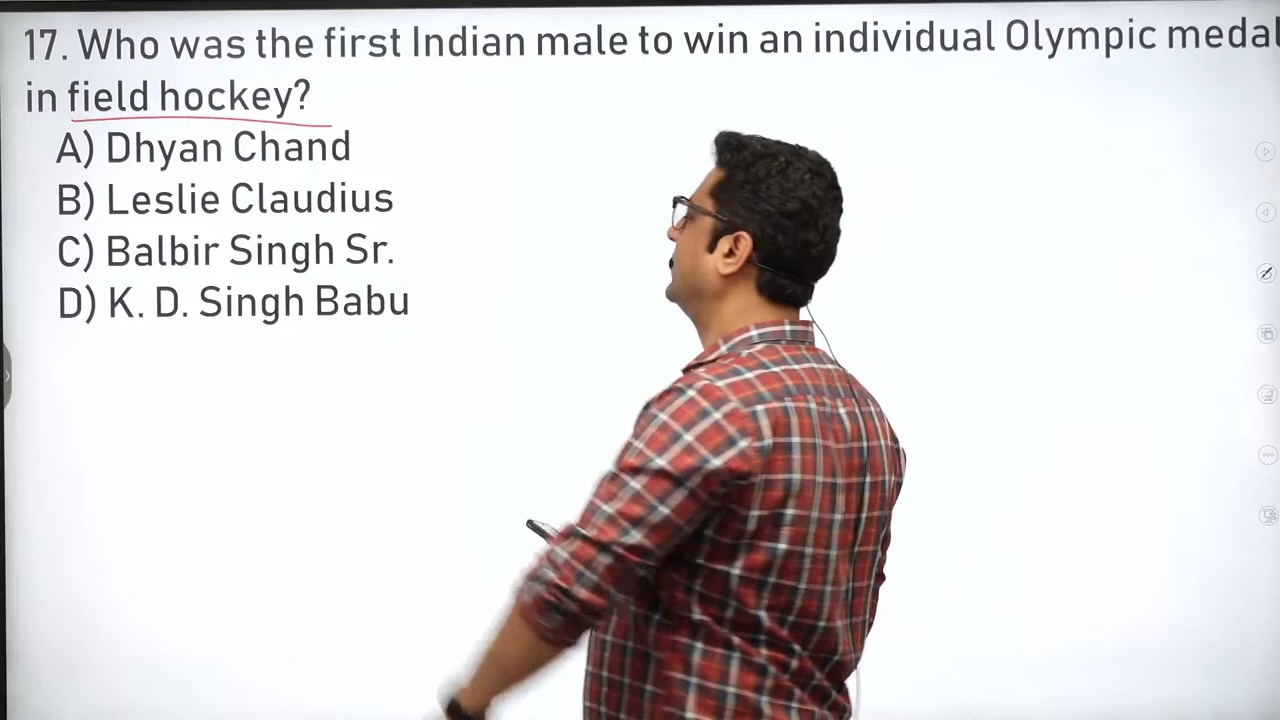 17. Who was the first Indian male to win an individual Olympic medal
in field hockey?
A) Dhyan Chand
B) Leslie Claudius
C) Balbir Singh Sr.
D) K. D. Singh Babu